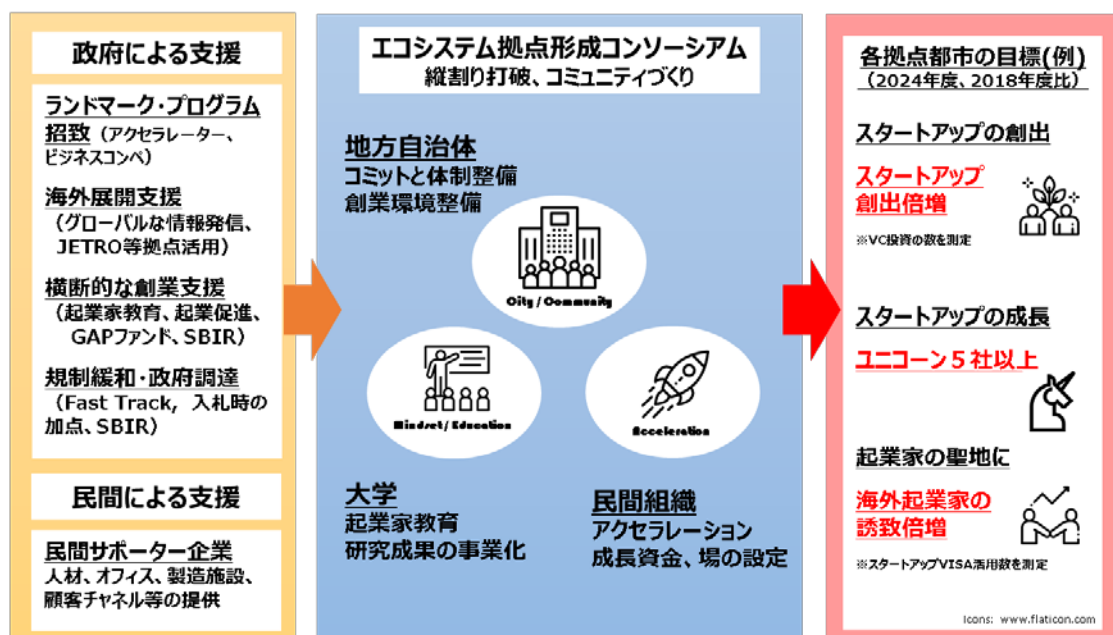 政府による支援
ランドマーク・プログラム
招致（アクセラレーター、
ビジネスコンペ）
海外展開支援
（グローバルな情報発信、
JETRO等拠点活用）
横断的な創業支援
（起業家教育、起業促進、
GAPファンド、SBIR）
規制緩和・政府調達
（Fast Track, 入札時の
加点、SBIR）
民間による支援
民間サポーター企業
人材、オフィス、製造施設、
顧客チャネル等の提供
エコシステム拠点形成コンソーシアム
縦割り打破、コミュニティづくり
地方自治体
コミットと体制整備
創業環境整備
City / Community
Mindset / Education
Acceleration
大学
起業家教育
研究成果の事業化
民間組織
アクセラレーション
成長資金、場の設定
各拠点都市の目標(例)
（2024年度、2018年度比）
スタートアップの創出
スタートアップ
創出倍増
※VC投資の数を測定
スタートアップの成長
ユニコーン５社以上
起業家の聖地に
海外起業家の
誘致倍増
※スタートアップVISA活用数を測定
Icons: www.flaticon.com